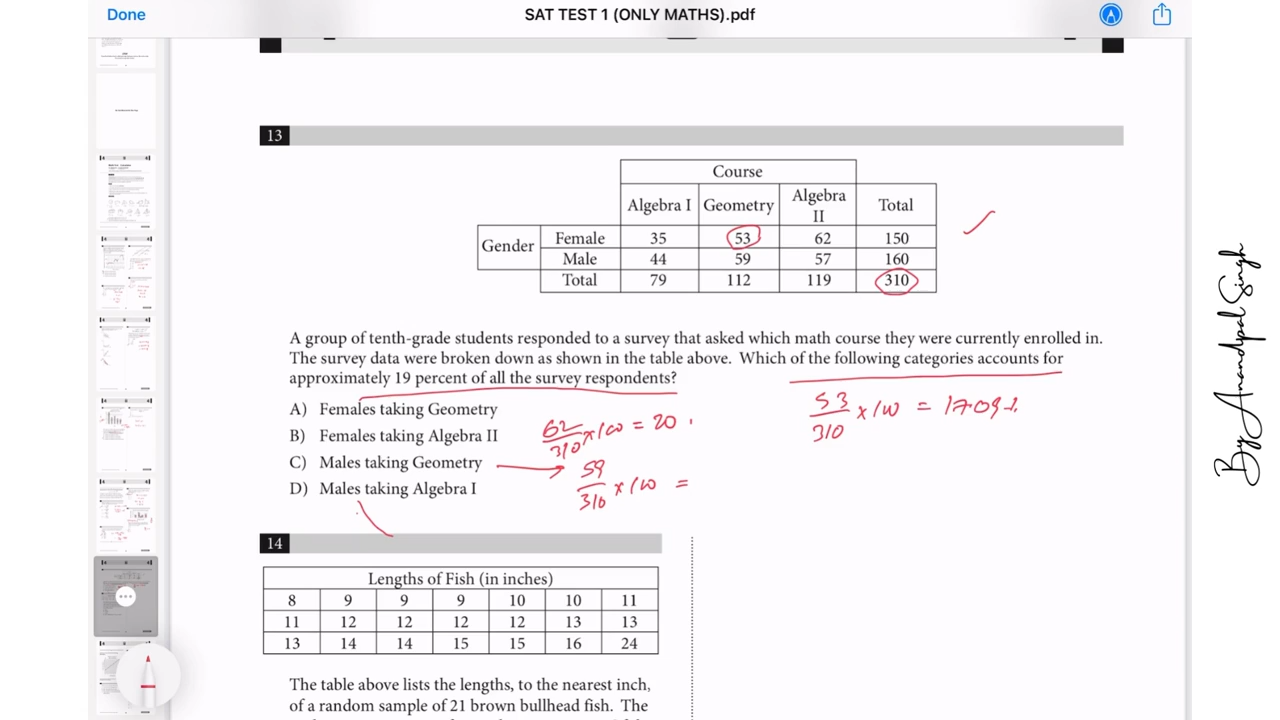 Done
SAT TEST 1 (ONLY MATHS).pdf
13
Course
Algebra I Geometry Algebra II Total
Gender Female 35 53 62 150
Male 44 59 57 160
Total 79 112 119 310
A group of tenth-grade students responded to a survey that asked which math course they were currently enrolled in.
The survey data were broken down as shown in the table above. Which of the following categories accounts for
approximately 19 percent of all the survey respondents?
A) Females taking Geometry
B) Females taking Algebra II
C) Males taking Geometry
D) Males taking Algebra I
53/310 × 100 = 17.09%
62/310 × 100 = 20
59/310 × 100 =
14
Lengths of Fish (in inches)
8 9 9 9 10 10 11
11 12 12 12 12 13 13
13 14 14 15 15 16 24
The table above lists the lengths, to the nearest inch,
of a random sample of 21 brown bullhead fish. The
By Anandpal Singh